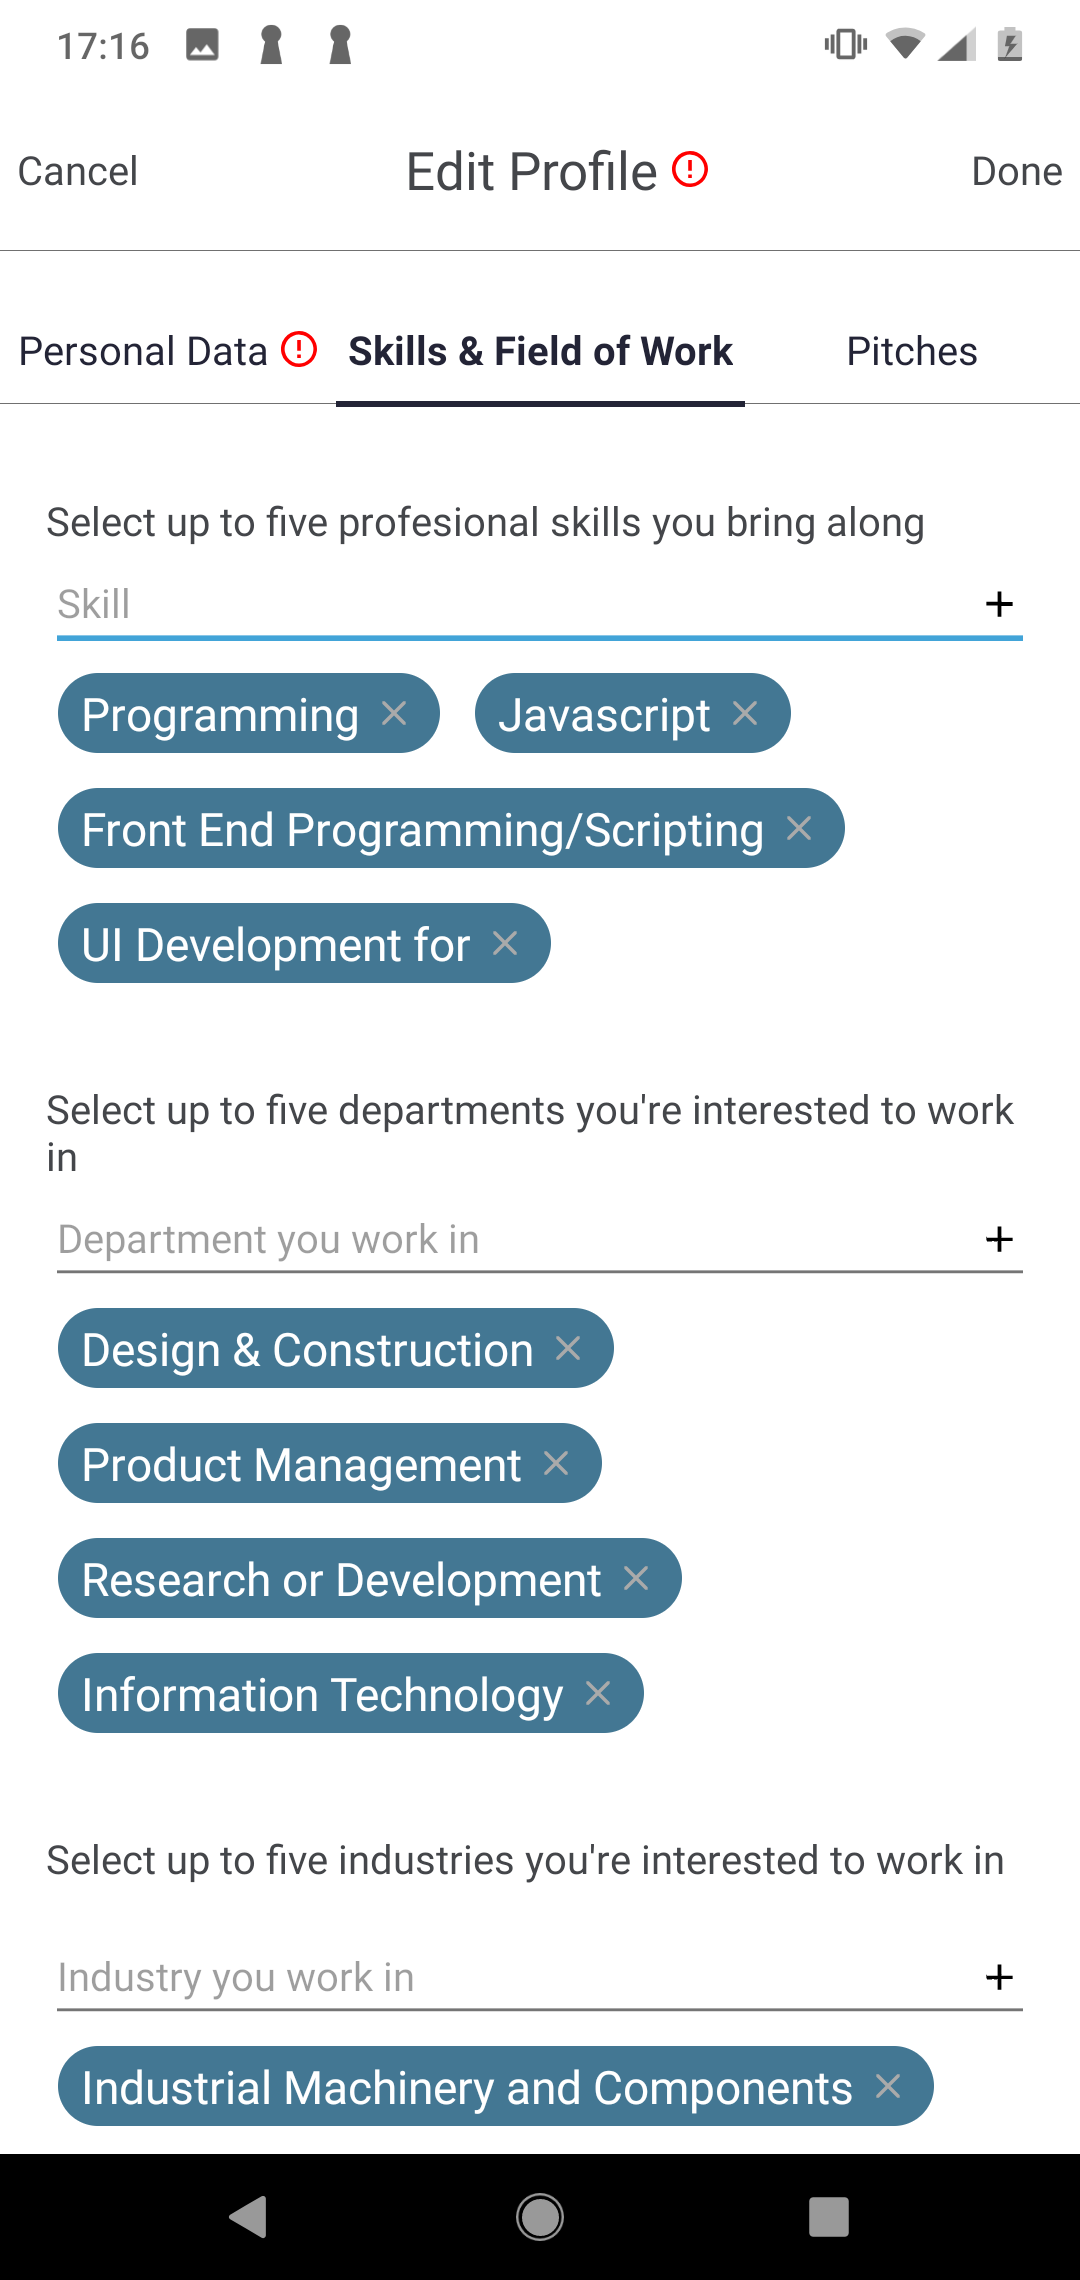 17:16
Cancel Edit Profile Done
Personal Data Skills & Field of Work Pitches
Select up to five profesional skills you bring along
Skill +
Programming Javascript
Front End Programming/Scripting
UI Development for
Select up to five departments you're interested to work
in
Department you work in +
Design & Construction
Product Management
Research or Development
Information Technology
Select up to five industries you're interested to work in
Industry you work in +
Industrial Machinery and Components